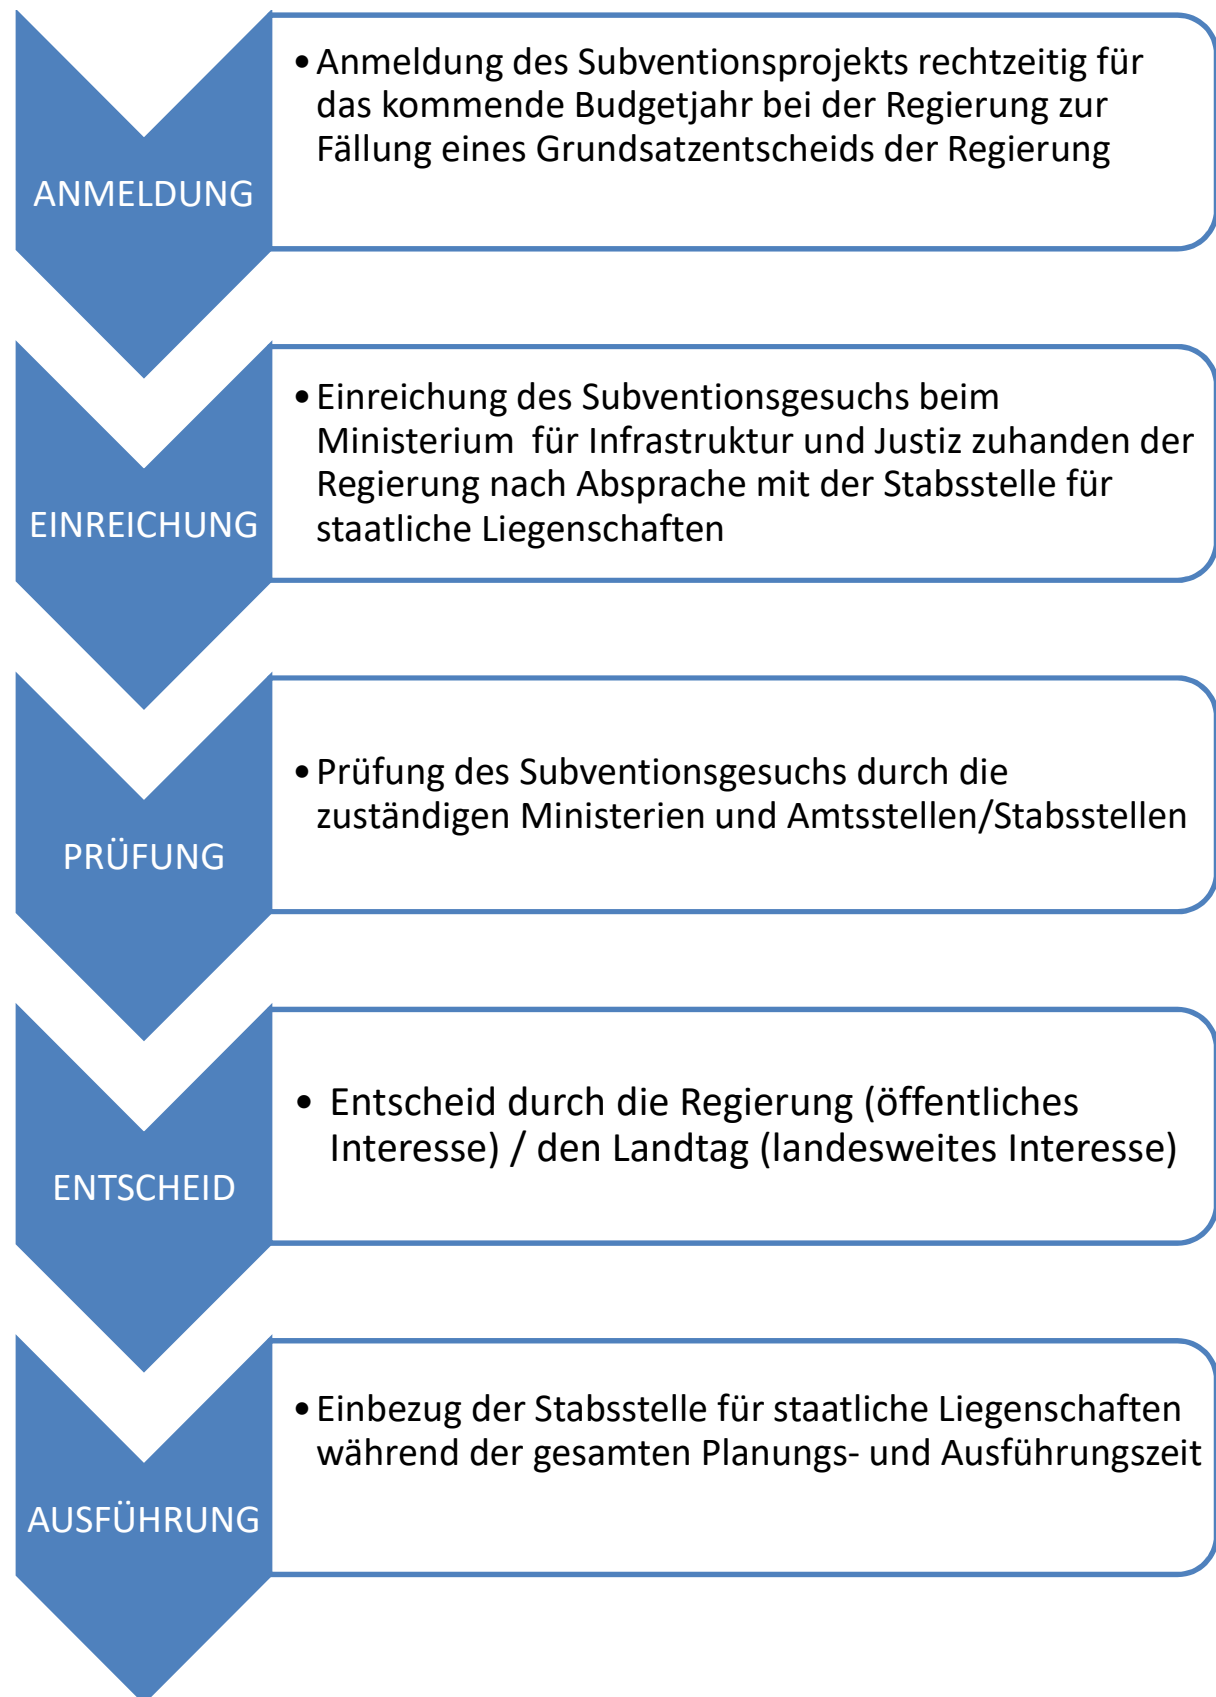 ANMELDUNG
•Anmeldung des Subventionsprojekts rechtzeitig für
das kommende Budgetjahr bei der Regierung zur
Fällung eines Grundsatzentscheids der Regierung
EINREICHUNG
•Einreichung des Subventionsgesuchs beim
Ministerium  für Infrastruktur und Justiz zuhanden der
Regierung nach Absprache mit der Stabsstelle für
staatliche Liegenschaften
PRÜFUNG
•Prüfung des Subventionsgesuchs durch die
zuständigen Ministerien und Amtsstellen/Stabsstellen
ENTSCHEID
• Entscheid durch die Regierung (öffentliches
Interesse) / den Landtag (landesweites Interesse)
AUSFÜHRUNG
•Einbezug der Stabsstelle für staatliche Liegenschaften
während der gesamten Planungs- und Ausführungszeit